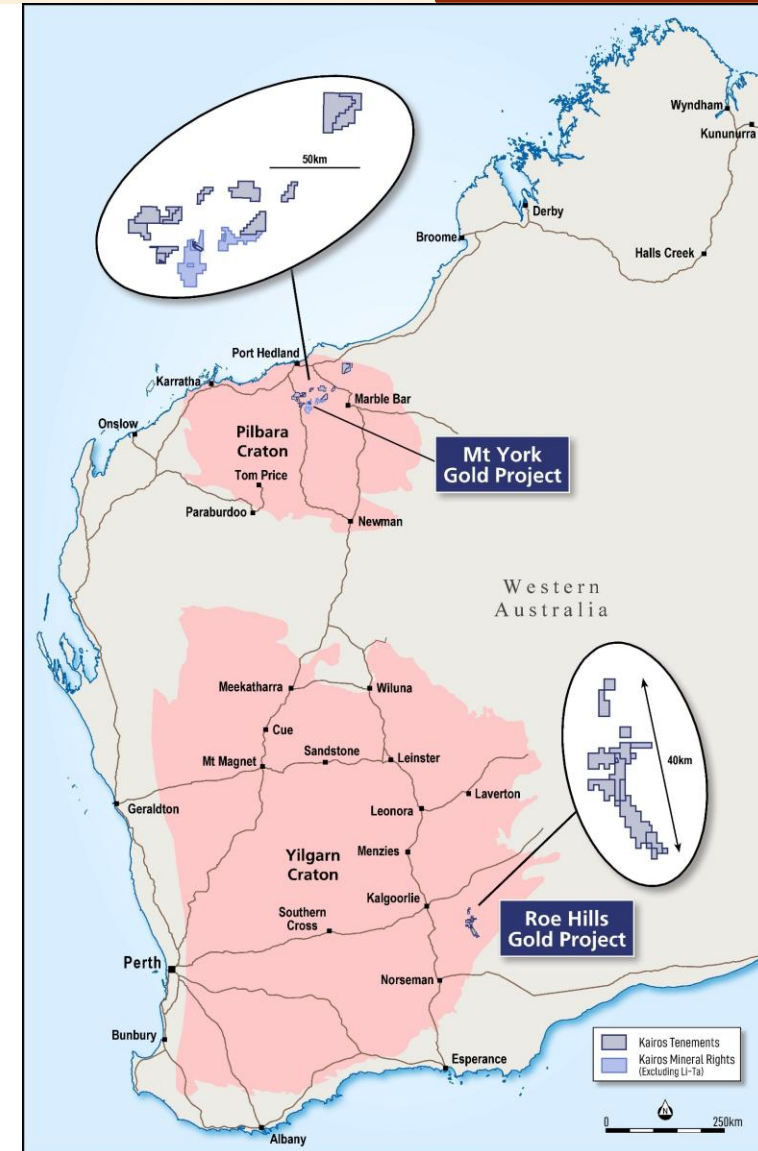 Wyndham
Kununurra
50km
Derby
Broome
Halls Creek
Port Hedland
Karratha
Marble Bar
Onslow
Pilbara
Craton
Mt York
Gold Project
Tom Price
Paraburdoo
Newman
Western
Australia
Meekatharra
Wiluna
Cue
Sandstone
Leinster
Mt Magnet
40km
Laverton
Geraldton
Leonora
Menzies
Yilgarn
Craton
Kalgoorlie
Southern
Cross
Roe Hills
Gold Project
Perth
Norseman
Bunbury
Kairos Tenements
Kairos Mineral Rights
(Excluding Li-Ta)
Esperance
N
0 250km
Albany